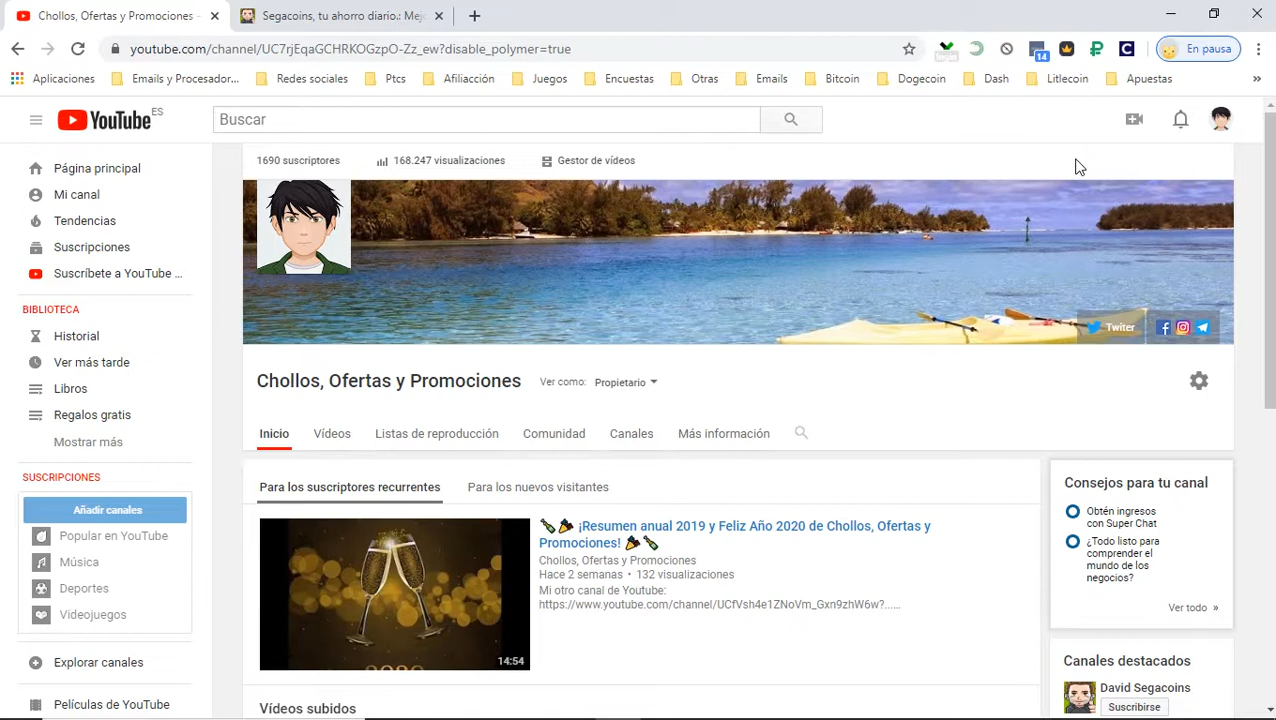 Chollos, Ofertas y Promociones -
Segacoins, tu ahorro diario.: Mejo
youtube.com/channel/UC7rjEqaGCHRKOGzpO-Zz_ew?disable_polymer=true
14
En pausa
Aplicaciones
Emails y Procesador...
Redes sociales
Ptcs
Afiliacción
Juegos
Encuestas
Otras
Emails
Bitcoin
Dogecoin
Dash
Litlecoin
Apuestas
»
YouTube ES
Buscar
1690 suscriptores
168.247 visualizaciones
Gestor de vídeos
Página principal
Mi canal
Tendencias
Suscripciones
Suscríbete a YouTube ...
BIBLIOTECA
Historial
Ver más tarde
Libros
Regalos gratis
Mostrar más
SUSCRIPCIONES
Añadir canales
Popular en YouTube
Música
Deportes
Videojuegos
Explorar canales
Películas de YouTube
Twiter
Chollos, Ofertas y Promociones
Ver como: Propietario
Inicio
Vídeos
Listas de reproducción
Comunidad
Canales
Más información
Para los suscriptores recurrentes
Para los nuevos visitantes
2020
14:54
¡Resumen anual 2019 y Feliz Año 2020 de Chollos, Ofertas y
Promociones!
Chollos, Ofertas y Promociones
Hace 2 semanas • 132 visualizaciones
Mi otro canal de Youtube:
https://www.youtube.com/channel/UCfVsh4e1ZNoVm_Gxn9zhW6w?......
Vídeos subidos
Consejos para tu canal
Obtén ingresos
con Super Chat
¿Todo listo para
comprender el
mundo de los
negocios?
Ver todo »
Canales destacados
David Segacoins
Suscribirse